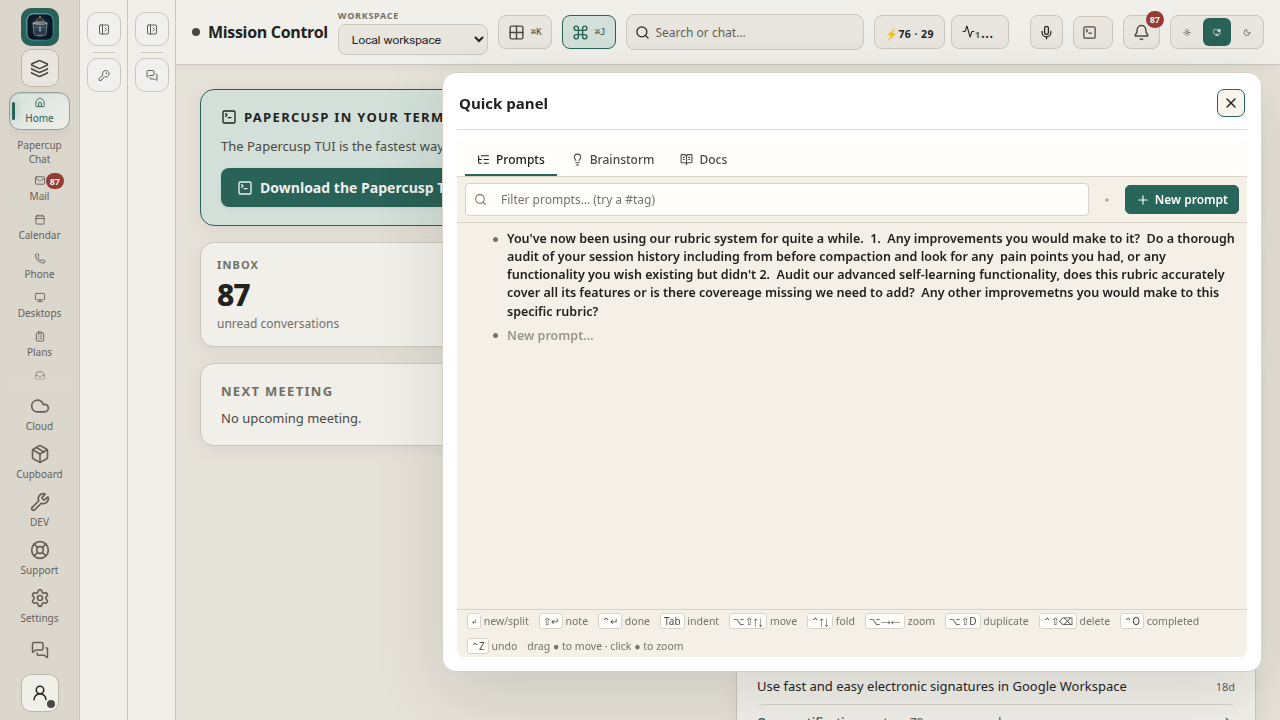 Mission Control
WORKSPACE
Local workspace
⌘K
⌘J
Search or chat...
⚡76 · 29
1...
87
Home
Papercup
Chat
87
Mail
Calendar
Phone
Desktops
Plans
Cloud
Cupboard
DEV
Support
Settings
PAPERCUSP IN YOUR TERM
The Papercusp TUI is the fastest way
Download the Papercusp T
INBOX
87
unread conversations
NEXT MEETING
No upcoming meeting.
Quick panel
Prompts
Brainstorm
Docs
Filter prompts... (try a #tag)
+ New prompt
You've now been using our rubric system for quite a while.  1.  Any improvements you would make to it?  Do a thorough
audit of your session history including from before compaction and look for any  pain points you had, or any
functionality you wish existing but didn't 2.  Audit our advanced self-learning functionality, does this rubric accurately
cover all its features or is there covereage missing we need to add?  Any other improvemetns you would make to this
specific rubric?
New prompt...
↲ new/split ⇧↵ note ⌃↵ done Tab indent ⌥⇧↑↓ move ⌃↑↓ fold ⌥→← zoom ⌥⇧D duplicate ⌃⇧⌫ delete ⌃O completed
⌃Z undo drag ● to move · click ● to zoom
Use fast and easy electronic signatures in Google Workspace
18d